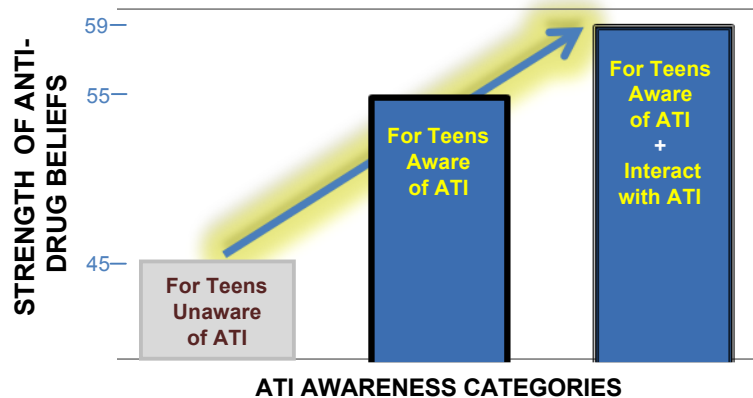 STRENGTH OF ANTI-
DRUG BELIEFS
59
55
45
For Teens
Unaware
of ATI
For Teens
Aware
of ATI
For Teens
Aware
of ATI
+
Interact
with ATI
ATI AWARENESS CATEGORIES